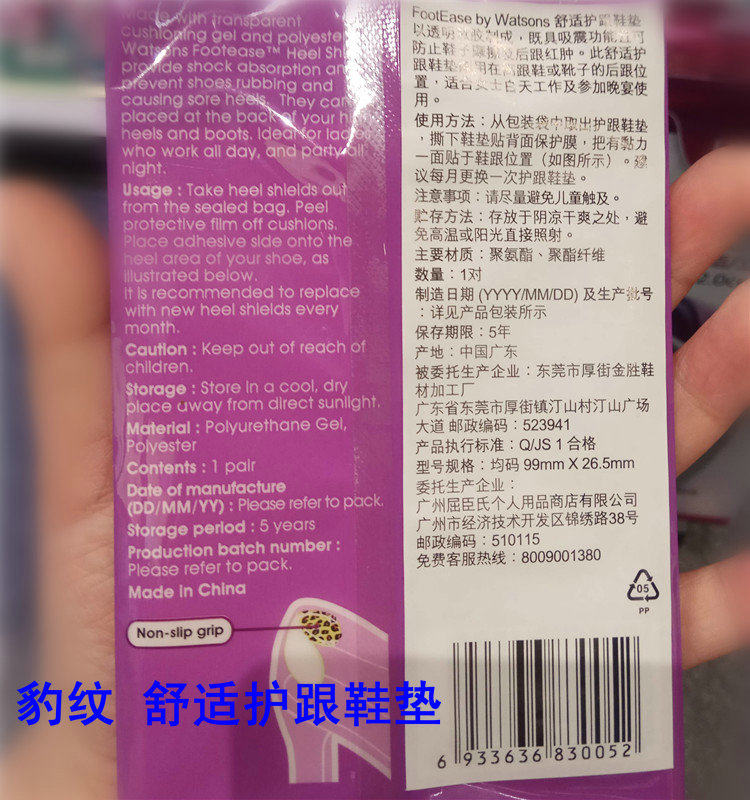 Made with transparent
cushioning gel and polyester
Watsons Footease™ Heel Sh
provide shock absorption an
prevent shoes rubbing and
causing sore heels. They can
placed at the back of your h
heels and boots. Ideal for ladie
who work all day, and party all
night.
Usage : Take heel shields out
from the sealed bag. Peel
protective film off cushions.
Place adhesive side onto the
heel area of your shoe, as
illustrated below.
It is recommended to replace
with new heel shields every
month.
Caution : Keep out of reach of
children.
Storage : Store in a cool, dry
place away from direct sunlight.
Material : Polyurethane Gel,
Polyester
Contents : 1 pair
Date of manufacture
(DD/MM/YY) : Please refer to pack.
Storage period : 5 years
Production batch number :
Please refer to pack.
Made in China
Non-slip grip
FootEase by Watsons 舒适护跟鞋垫
以透明 制成，既具吸震功能
防止鞋子 后跟红肿。此舒适护
跟鞋垫 用在高跟鞋或靴子的后跟位
置，适合女士白天工作及参加晚宴使
用。
使用方法：从包装袋中取出护跟鞋垫
，撕下鞋垫贴背面保护膜，把有黏力
一面贴于鞋跟位置（如图所示）。建
议每月更换一次护跟鞋垫。
注意事项：请尽量避免儿童触及。
贮存方法：存放于阴凉干爽之处，避
免高温或阳光直接照射。
主要材质：聚氨酯、聚酯纤维
数量：1对
制造日期 (YYYY/MM/DD) 及生产批号
：详见产品包装所示
保存期限：5年
产地：中国广东
被委托生产企业：东莞市厚街金胜鞋
材加工厂
广东省东莞市厚街镇汀山村汀山广场
大道 邮政编码：523941
产品执行标准：Q/JS 1 合格
型号规格：均码 99mm X 26.5mm
委托生产企业：
广州屈臣氏个人用品商店有限公司
广州市经济技术开发区锦绣路38号
邮政编码：510115
免费客服热线：8009001380
05
PP
6 933636 830052
豹纹 舒适护跟鞋垫